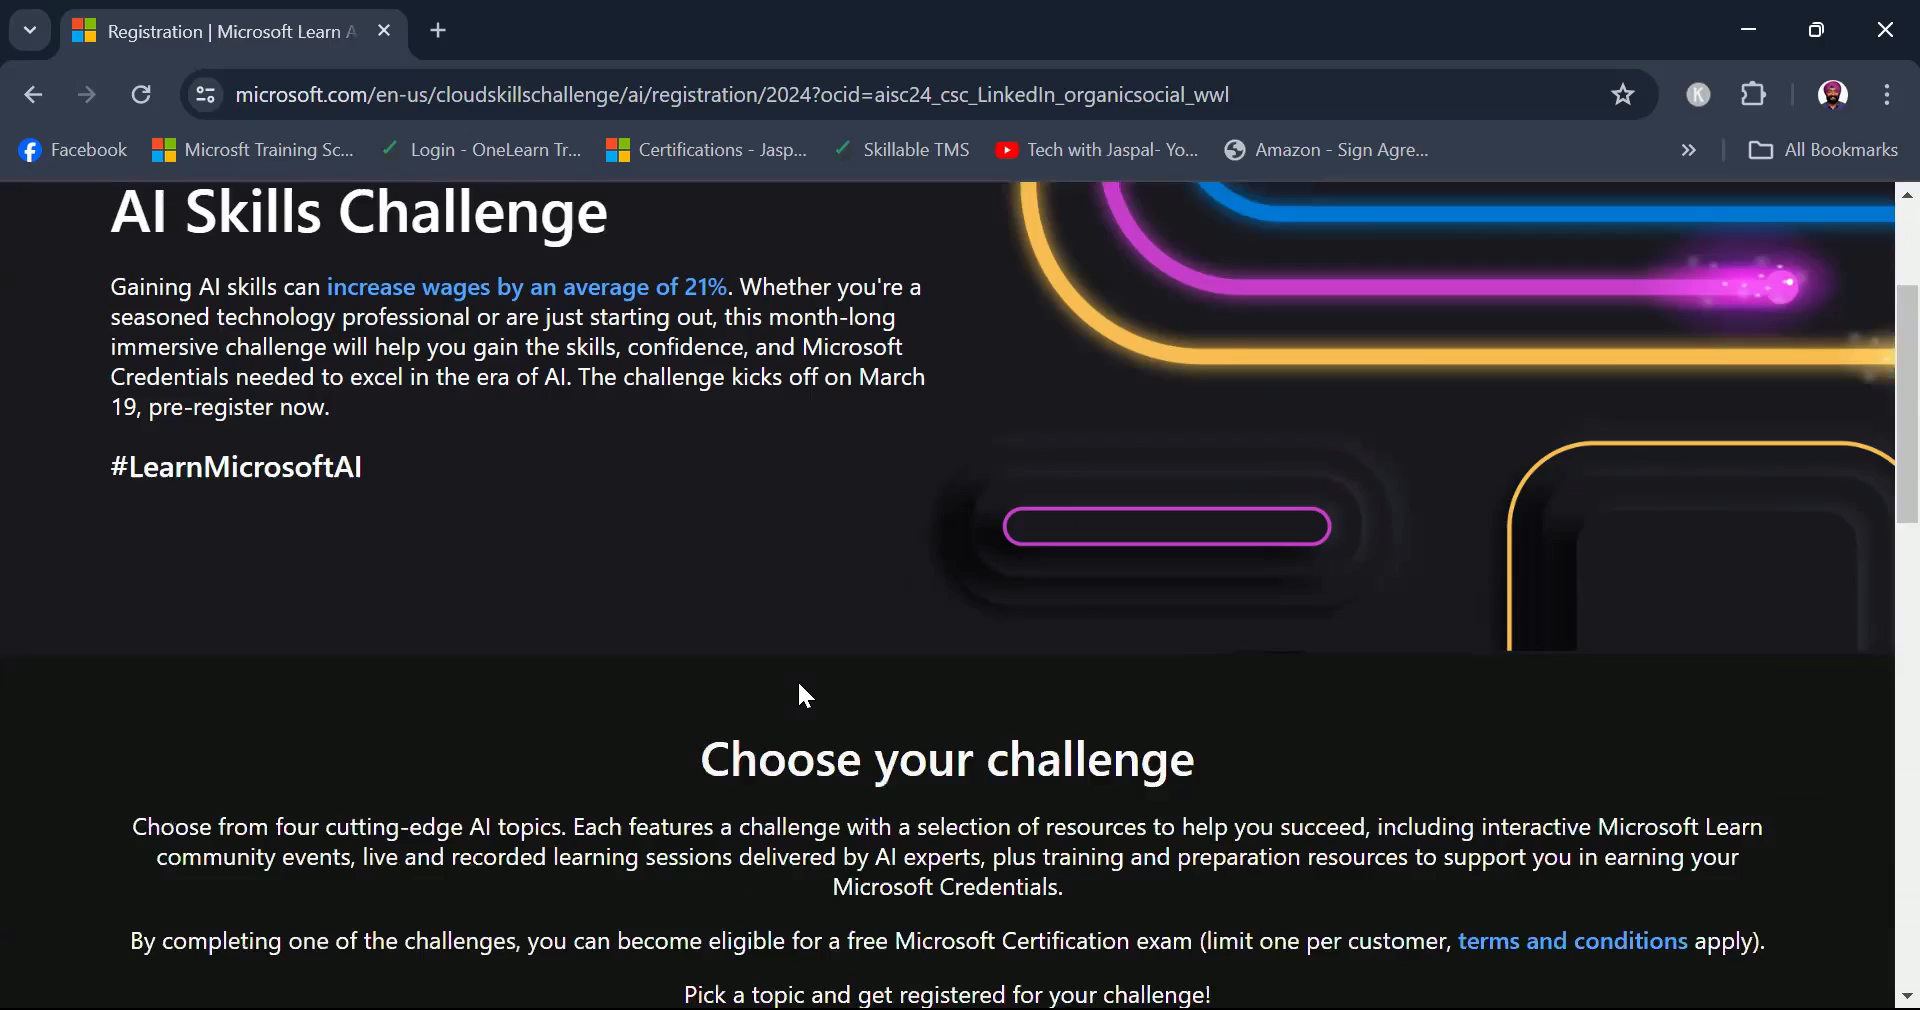 Registration | Microsoft Learn A
microsoft.com/en-us/cloudskillschallenge/ai/registration/2024?ocid=aisc24_csc_LinkedIn_organicsocial_wwl
K
Facebook
Microsft Training Sc...
Login - OneLearn Tr...
Certifications - Jasp...
Skillable TMS
Tech with Jaspal- Yo...
Amazon - Sign Agre...
All Bookmarks
AI Skills Challenge
Gaining AI skills can increase wages by an average of 21%. Whether you're a
seasoned technology professional or are just starting out, this month-long
immersive challenge will help you gain the skills, confidence, and Microsoft
Credentials needed to excel in the era of AI. The challenge kicks off on March
19, pre-register now.
#LearnMicrosoftAI
Choose your challenge
Choose from four cutting-edge AI topics. Each features a challenge with a selection of resources to help you succeed, including interactive Microsoft Learn
community events, live and recorded learning sessions delivered by AI experts, plus training and preparation resources to support you in earning your
Microsoft Credentials.
By completing one of the challenges, you can become eligible for a free Microsoft Certification exam (limit one per customer, terms and conditions apply).
Pick a topic and get registered for your challenge!